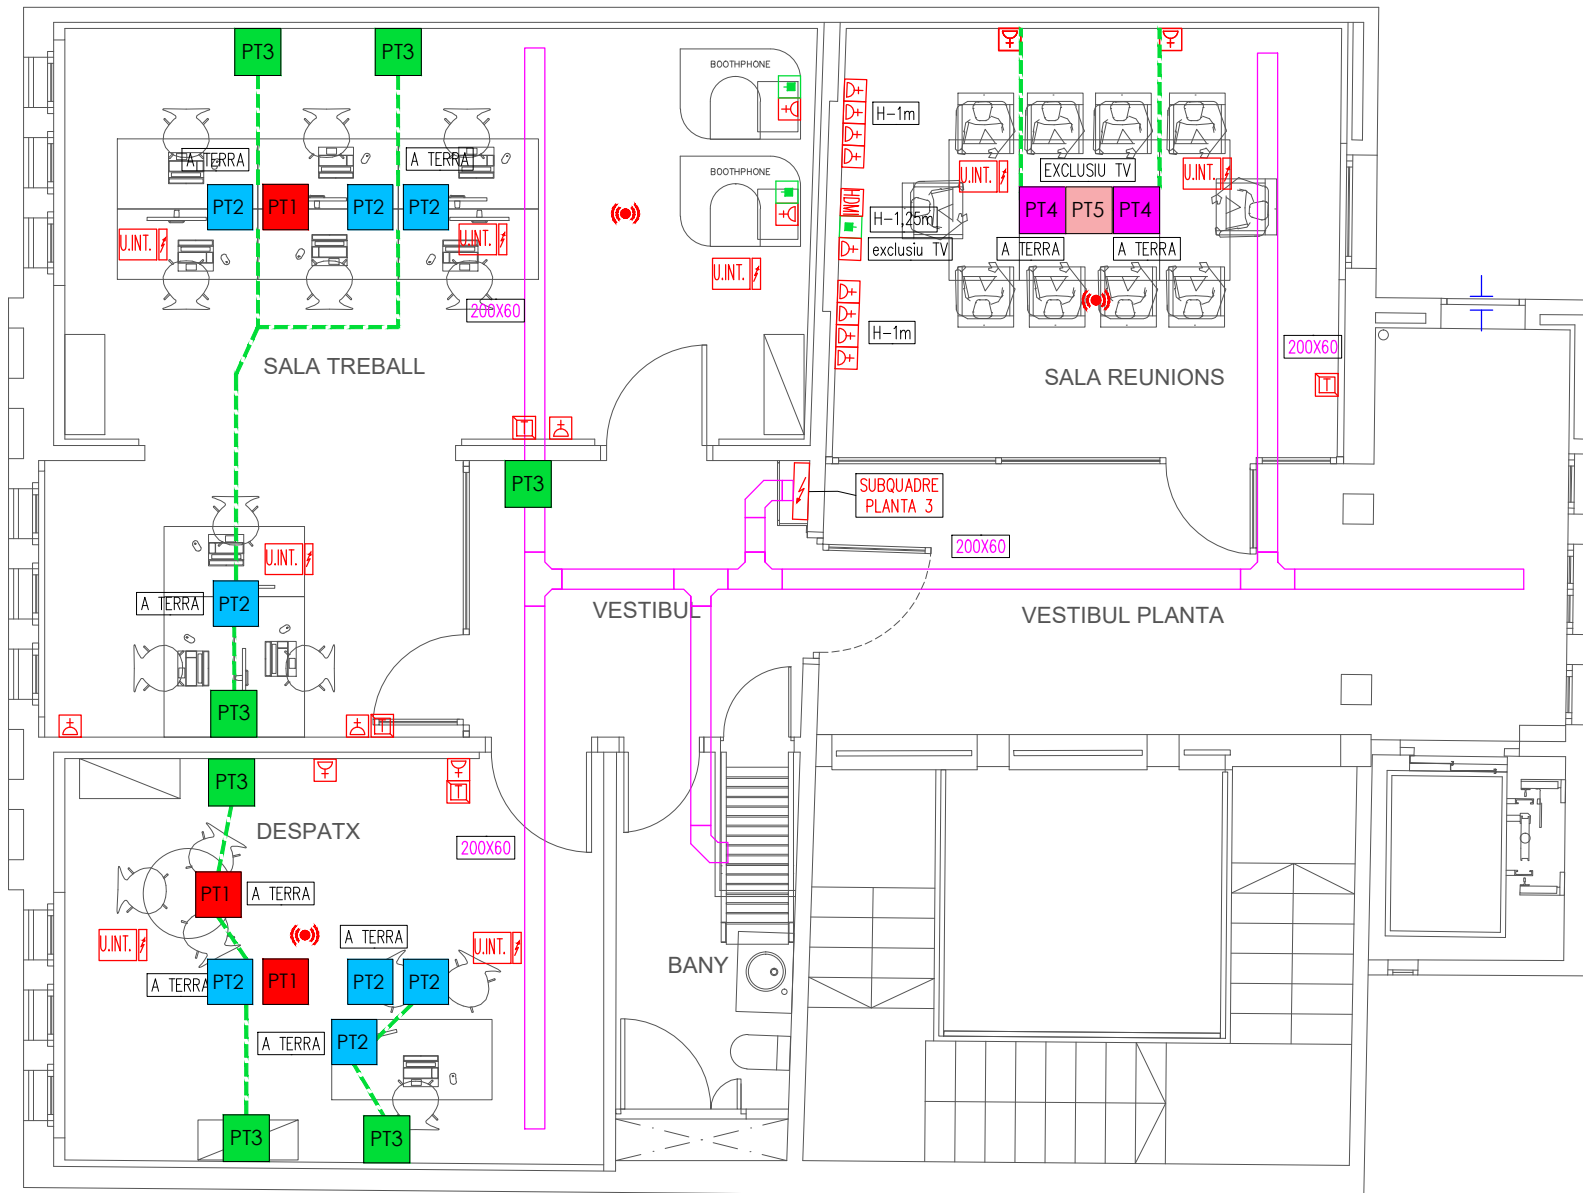 PT3
PT3
BOOTHPHONE
H-1m
A TERRA
A TERRA
BOOTHPHONE
EXCLUSIU TV
U.INT.
U.INT.
PT2
PT1
PT2
PT2
HDMI
H-1,25m
PT4
PT5
PT4
U.INT.
U.INT.
exclusiu TV
A TERRA
A TERRA
U.INT.
200X60
H-1m
200X60
SALA TREBALL
SALA REUNIONS
T
T
PT3
SUBQUADRE
PLANTA 3
200X60
U.INT.
A TERRA
PT2
VESTIBUL
VESTIBUL PLANTA
PT3
T
PT3
T
DESPATX
200X60
PT1
A TERRA
U.INT.
A TERRA
U.INT.
BANY
A TERRA
PT2
PT1
PT2
PT2
A TERRA
PT2
PT3
PT3